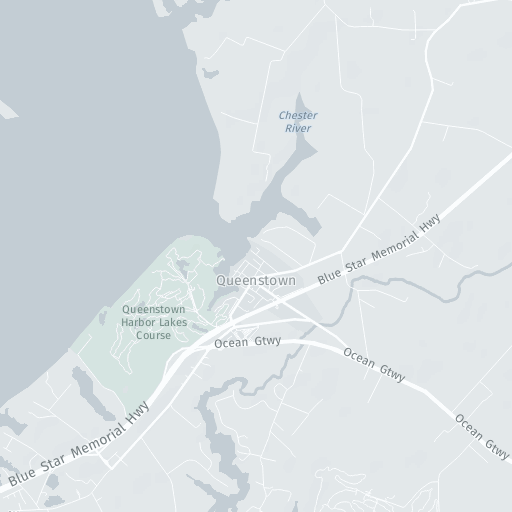 Chester
River
Blue Star Memorial Hwy
Queenstown
Queenstown
Harbor Lakes
Course
Ocean Gtwy
Ocean Gtwy
Blue Star Memorial Hwy
Ocean Gtwy